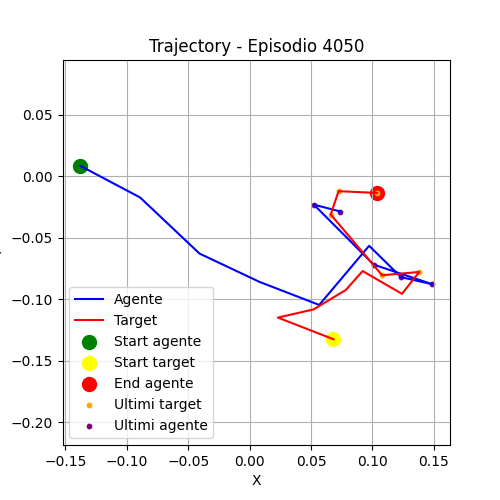 Trajectory - Episodio 4050
0.05
0.00
−0.05
−0.10
−0.15
−0.20
Agente
Target
Start agente
Start target
End agente
Ultimi target
Ultimi agente
−0.15 −0.10 −0.05 0.00 0.05 0.10 0.15
X